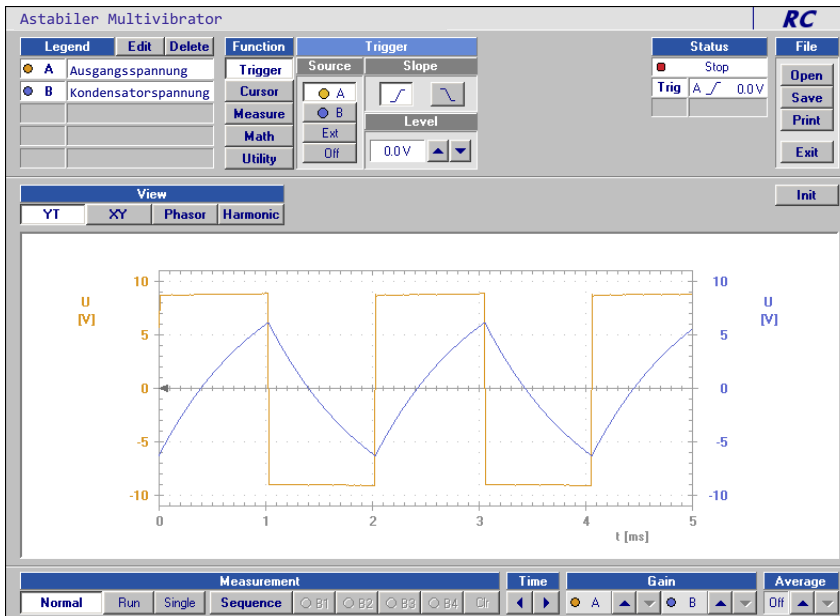 Astabiler Multivibrator
RC
Legend Edit Delete
A Ausgangsspannung
B Kondensatorspannung
Function
Trigger
Cursor
Measure
Math
Utility
Trigger
Source
A
B
Ext
Off
Slope
Level
0.0 V
Status
Stop
Trig A 0.0 V
File
Open
Save
Print
Exit
Init
View
YT XY Phasor Harmonic
U
[V]
10
5
0
-5
-10
0 1 2 3 4 5
t [ms]
10
5
0
-5
-10
U
[V]
Measurement
Normal Run Single Sequence B1 B2 B3 B4 Clr
Time
Gain
A B
Average
Off